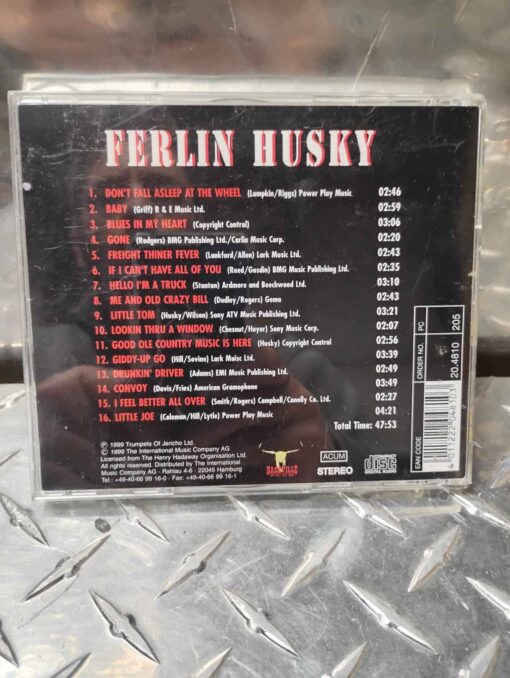 FERLIN HUSKY
1. DON'T FALL ASLEEP AT THE WHEEL (Lumpkin/Riggs) Power Play Music 02:46
2. BABY (Griff) R & E Music Ltd. 02:59
3. BLUES IN MY HEART (Copyright Control) 03:06
4. GONE (Rodgers) BMG Publishing Ltd./Carlin Music Corp. 02:20
5. FREIGHT THINER FEVER (Lankford/Allen) Lark Music Ltd. 02:43
6. IF I CAN'T HAVE ALL OF YOU (Reed/Gosdin) BMG Music Publishing Ltd. 02:35
7. HELLO I'M A TRUCK (Stanton) Ardmore and Beechwood Ltd. 03:10
8. ME AND OLD CRAZY BILL (Dudley/Rogers) Gema 02:43
9. LITTLE TOM (Husky/Wilson) Sony ATV Music Publishing Ltd. 03:21
10. LOOKIN THRU A WINDOW (Chesnut/Hoyer) Sony Music Corp. 02:07
11. GOOD OLE COUNTRY MUSIC IS HERE (Husky) Copyright Control 02:56
12. GIDDY-UP GO (Hill/Sovine) Lark Muisc Ltd. 03:39
13. DRUNKIN' DRIVER (Adams) EMI Music Publishing Ltd. 02:49
14. CONVOY (Davis/Fries) American Gramophone 03:49
15. I FEEL BETTER ALL OVER (Smith/Rogers) Campbell/Conolly Co. Ltd. 02:27
16. LITTLE JOE (Coleman/Hill/Lytle) Power Play Music 04:21
Total Time: 47:53
℗ 1999 Trumpets Of Jericho Ltd.
© 1999 The International Music Company AG
Licensed from The Henry Hadaway Organisation Ltd.
All rights reserved. Distributed by The International
Music Company AG - Rahlau 4-6 - 22045 Hamburg
Tel.: +49-40-66 99 16-0 - Fax: +49-40-66 99 16-1
NASHVILLE
ACUM
STEREO
COMPACT
disc
DIGITAL AUDIO
ORDER NO. PC
20.4810 205
EAN CODE
4 011222 048103